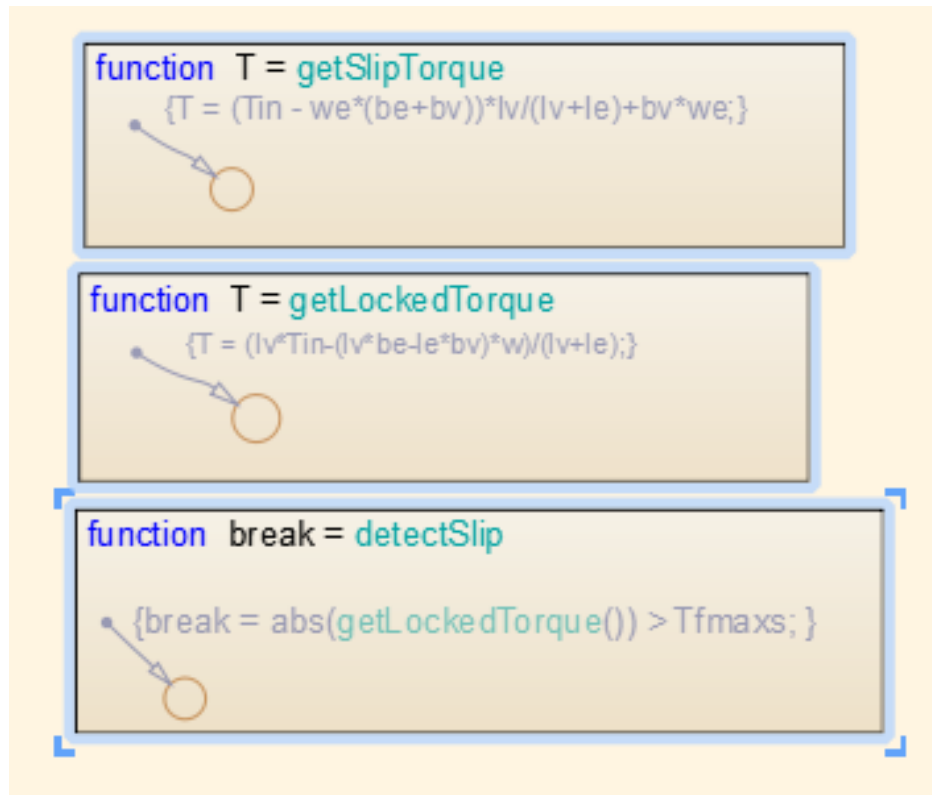 function T = getSlipTorque
{T = (Tin - we*(be+bv))*Iv/(Iv+Ie)+bv*we;}
function T = getLockedTorque
{T = (Iv*Tin-(Iv*be-Ie*bv)*w)/(Iv+Ie);}
function break = detectSlip
{break = abs(getLockedTorque()) > Tfmaxs; }